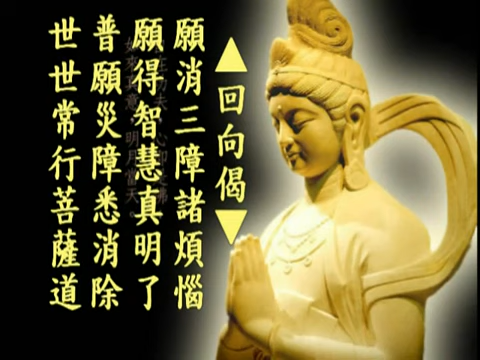 ▲回向偈▼
願消三障諸煩惱
願得智慧真明了
普願災障悉消除
世世常行菩薩道